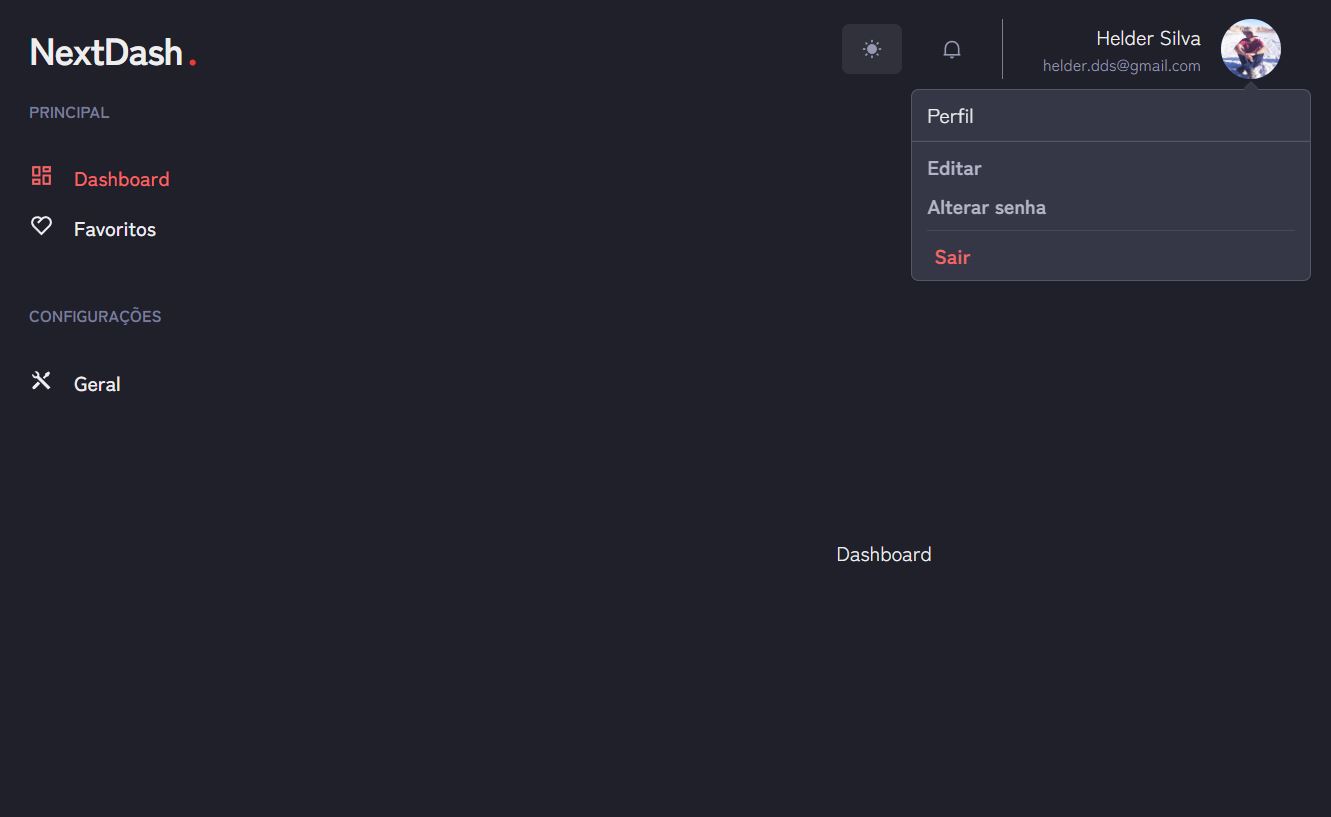 NextDash.
Helder Silva
helder.dds@gmail.com
PRINCIPAL
Dashboard
Favoritos
CONFIGURAÇÕES
Geral
Perfil
Editar
Alterar senha
Sair
Dashboard